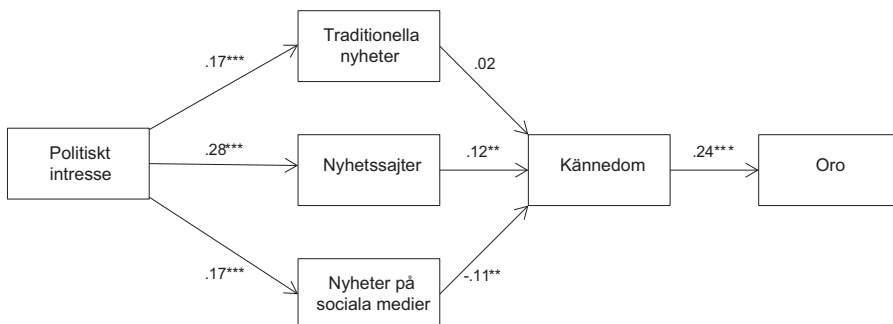 Traditionella
nyheter
.17***
.02
Politiskt
intresse
.28***
Nyhetssajter
.12**
Kännedom
.24***
Oro
.17***
Nyheter på
sociala medier
-.11**